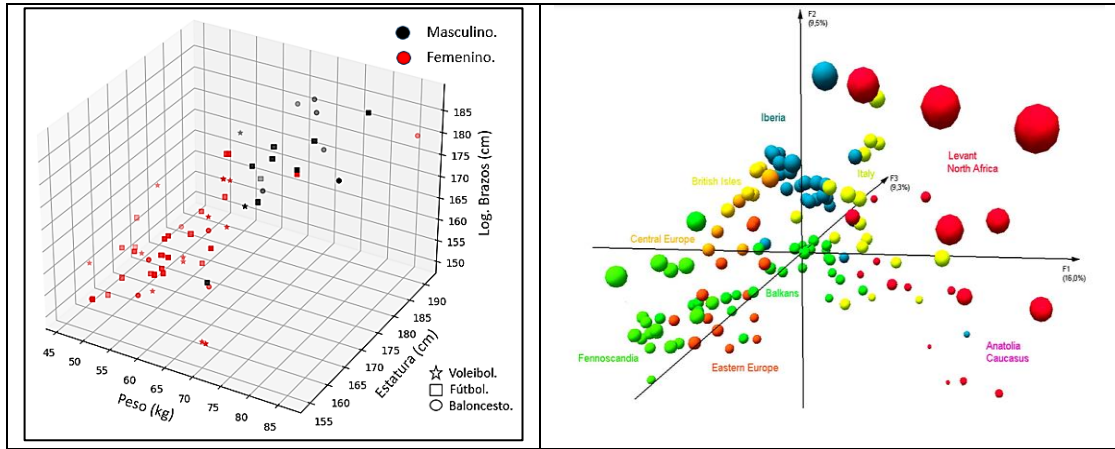 Masculino.
Femenino.
Log. Brazos (cm)
185
180
175
170
165
160
155
150
Estatura (cm)
190
185
180
175
170
165
160
155
Peso (kg)
45
50
55
60
65
70
75
80
85
Voleibol.
Fútbol.
Baloncesto.
F2
(9,5%)
Iberia
Levant
North Africa
British Isles
Italy
F3
(9,3%)
Central Europe
F1
(16,0%)
Balkans
Anatolia
Caucasus
Fennoscandia
Eastern Europe